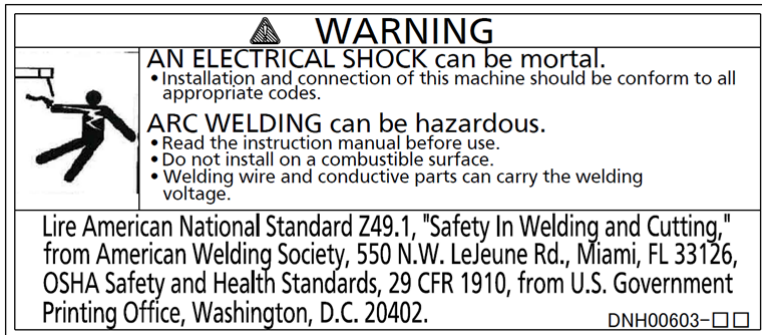 WARNING
AN ELECTRICAL SHOCK can be mortal.
• Installation and connection of this machine should be conform to all
appropriate codes.
ARC WELDING can be hazardous.
• Read the instruction manual before use.
• Do not install on a combustible surface.
• Welding wire and conductive parts can carry the welding
voltage.
Lire American National Standard Z49.1, "Safety In Welding and Cutting,"
from American Welding Society, 550 N.W. LeJeune Rd., Miami, FL 33126,
OSHA Safety and Health Standards, 29 CFR 1910, from U.S. Government
Printing Office, Washington, D.C. 20402.
DNH00603-□□